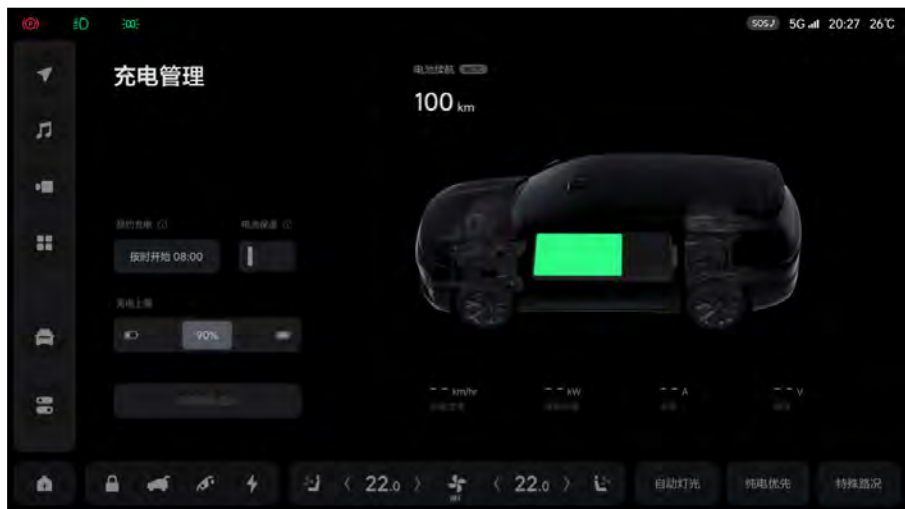 SOS 5G 20:27 26℃
充电管理
电池续航
100 km
预约充电 电池保温
按时开始 08:00
充电上限
90%
-- km/hr -- kW -- A -- V
22.0 22.0 自动灯光 纯电优先 特殊路况